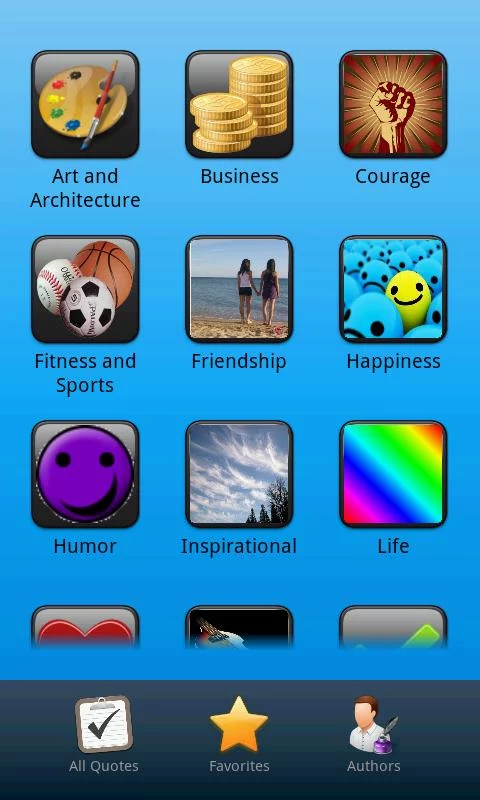 Art and
Architecture
Business
Courage
Fitness and
Sports
Friendship
Happiness
Humor
Inspirational
Life
All Quotes
Favorites
Authors